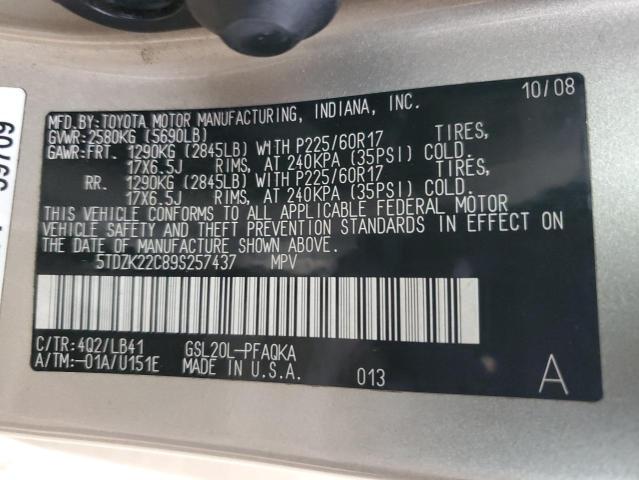 10/08
MFD.BY:TOYOTA MOTOR MANUFACTURING, INDIANA, INC.
GVWR:2580KG (5690LB)
GAWR:FRT. 1290KG (2845LB) WITH P225/60R17 TIRES,
17X6.5J RIMS, AT 240KPA (35PSI) COLD.
RR. 1290KG (2845LB) WITH P225/60R17 TIRES,
17X6.5J RIMS, AT 240KPA (35PSI) COLD.
THIS VEHICLE CONFORMS TO ALL APPLICABLE FEDERAL MOTOR
VEHICLE SAFETY AND THEFT PREVENTION STANDARDS IN EFFECT ON
THE DATE OF MANUFACTURE SHOWN ABOVE.
5TDZK22C89S257437 MPV
C/TR:4Q2/LB41 GSL20L-PFAQKA
A/TM:-01A/U151E MADE IN U.S.A.
013
A